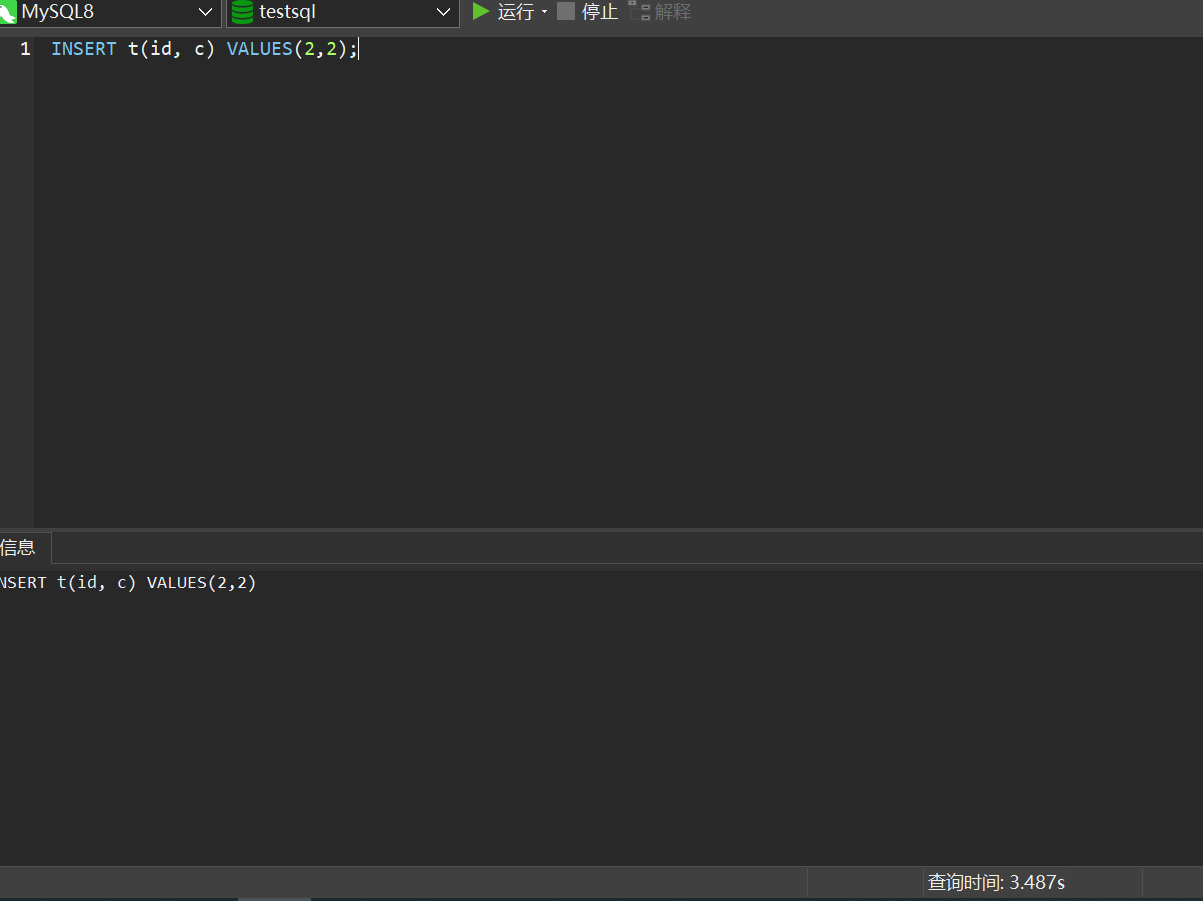 MySQL8 testsql 运行 停止 解释
1 INSERT t(id, c) VALUES(2,2);
信息
NSERT t(id, c) VALUES(2,2)
查询时间: 3.487s